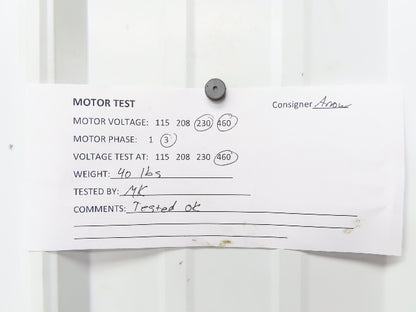 MOTOR TEST Consigner Arrow
MOTOR VOLTAGE: 115 208 230 460
MOTOR PHASE: 1 3
VOLTAGE TEST AT: 115 208 230 460
WEIGHT: 40 lbs
TESTED BY: MK
COMMENTS: Tested ok